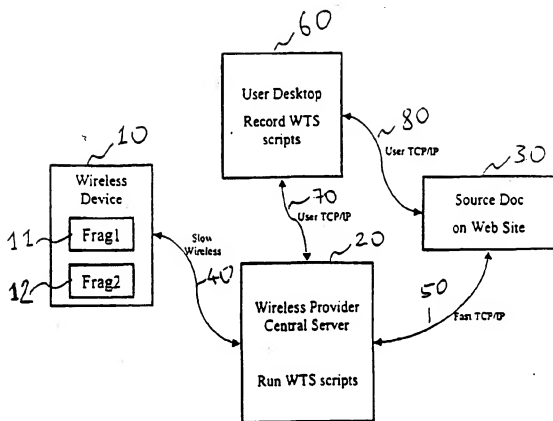 60
User Desktop
Record WTS
scripts
10
Wireless
Device
11
Frag1
12
Frag2
80
User TCP/IP
30
Source Doc
on Web Site
70
User TCP/IP
20
Slow
Wireless
40
Wireless Provider
Central Server
Run WTS scripts
50
Fast TCP/IP